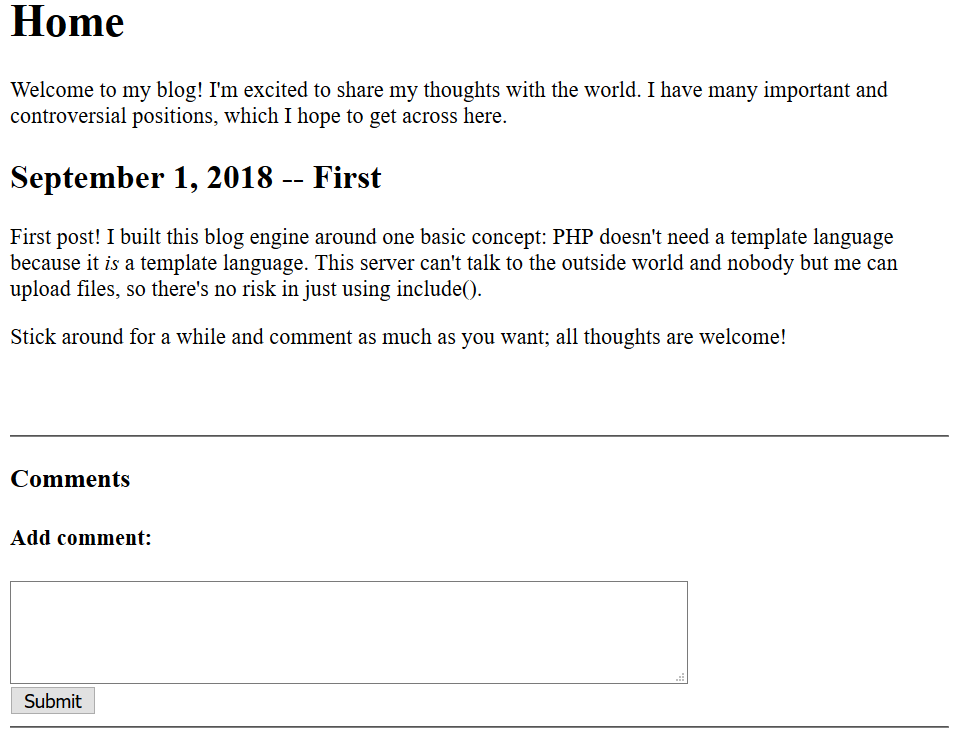 Home
Welcome to my blog! I'm excited to share my thoughts with the world. I have many important and
controversial positions, which I hope to get across here.
September 1, 2018 -- First
First post! I built this blog engine around one basic concept: PHP doesn't need a template language
because it is a template language. This server can't talk to the outside world and nobody but me can
upload files, so there's no risk in just using include().
Stick around for a while and comment as much as you want; all thoughts are welcome!
Comments
Add comment:
Submit